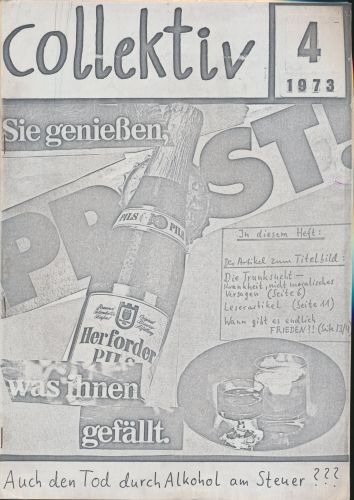 Collektiv
4
1973
Sie genießen,
PROST!
PILS PILS
Herforder
PILS
was ihnen
gefällt.
In diesem Heft:
Der Artikel zum Titelbild:
Die Trunksucht –
Krankheit, nicht moralisches
Versagen (Seite 6)
Leserartikel (Seite 11)
Wann gibt es endlich
FRIEDEN?! (Seite 13/14)
Auch den Tod durch Alkohol am Steuer ???